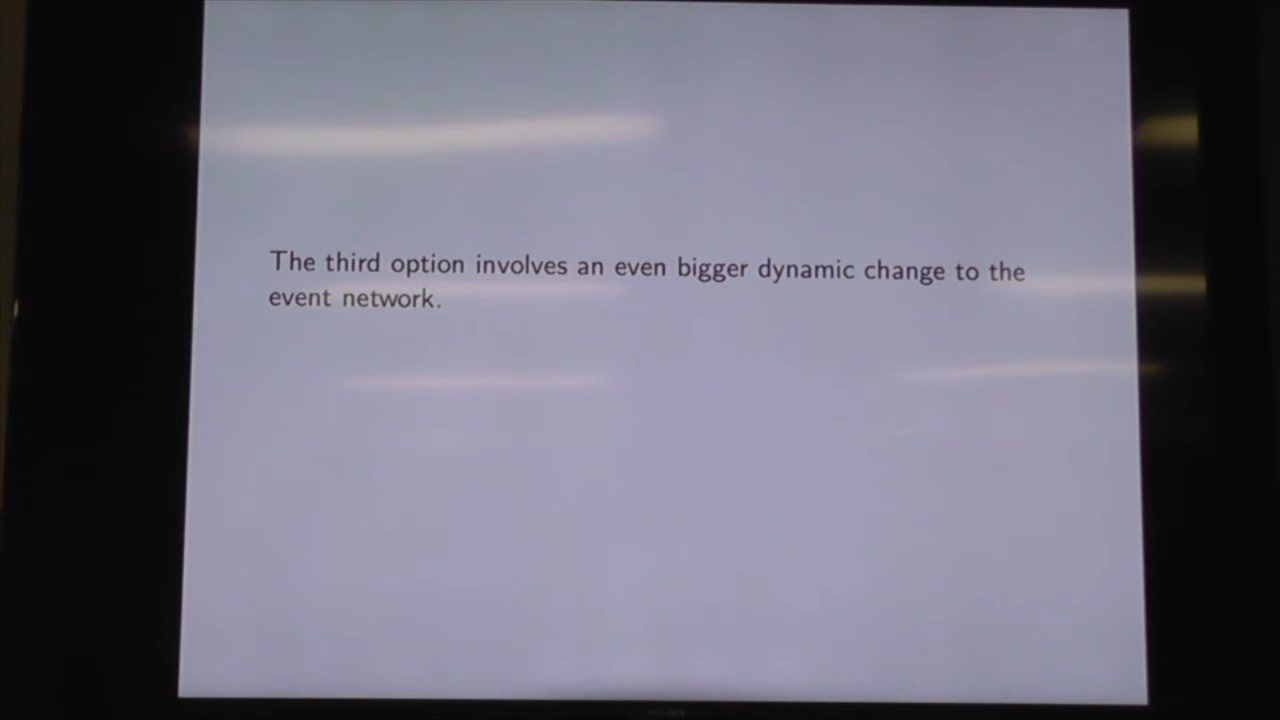 The third option involves an even bigger dynamic change to the
event network.